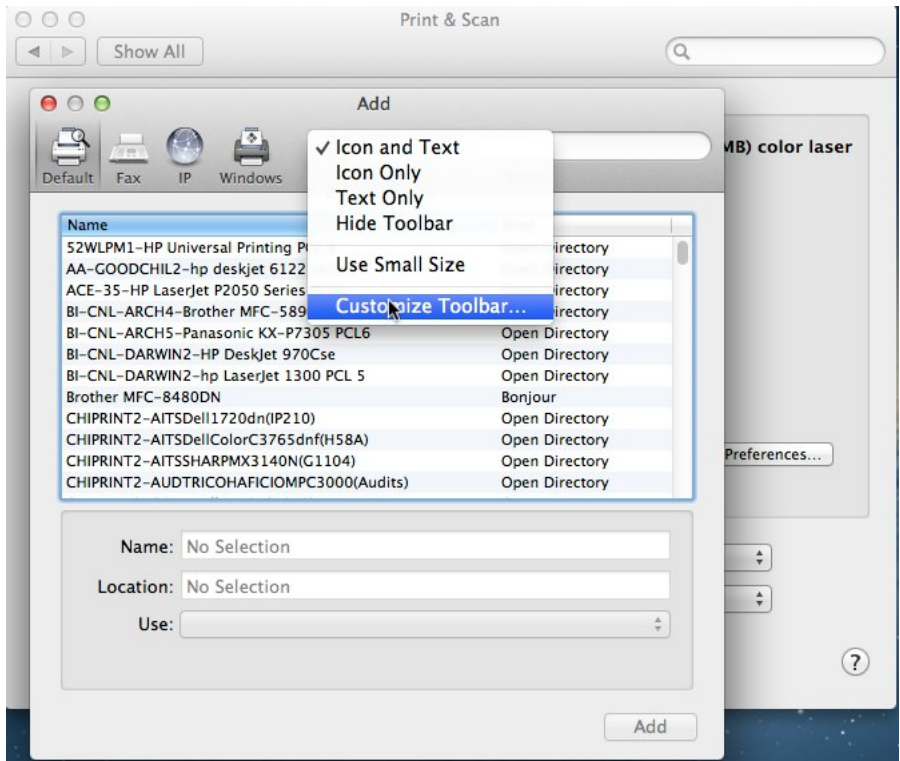 Print & Scan
Show All
Add
MB) color laser
Default
Fax
IP
Windows
✓ Icon and Text
Icon Only
Text Only
Hide Toolbar
Use Small Size
Customize Toolbar...
Name
52WLPM1-HP Universal Printing Directory
AA-GOODCHIL2-hp deskjet 6122 Directory
ACE-35-HP LaserJet P2050 Series Directory
BI-CNL-ARCH4-Brother MFC-589 Directory
BI-CNL-ARCH5-Panasonic KX-P7305 PCL6 Open Directory
BI-CNL-DARWIN2-HP DeskJet 970Cse Open Directory
BI-CNL-DARWIN2-hp LaserJet 1300 PCL 5 Open Directory
Brother MFC-8480DN Bonjour
CHIPRINT2-AITSDell1720dn(IP210) Open Directory
CHIPRINT2-AITSDellColorC3765dnf(H58A) Open Directory
CHIPRINT2-AITSSHARPMX3140N(G1104) Open Directory
CHIPRINT2-AUDTRICOHAFICIOMPC3000(Audits) Open Directory
Preferences...
Name: No Selection
Location: No Selection
Use:
?
Add